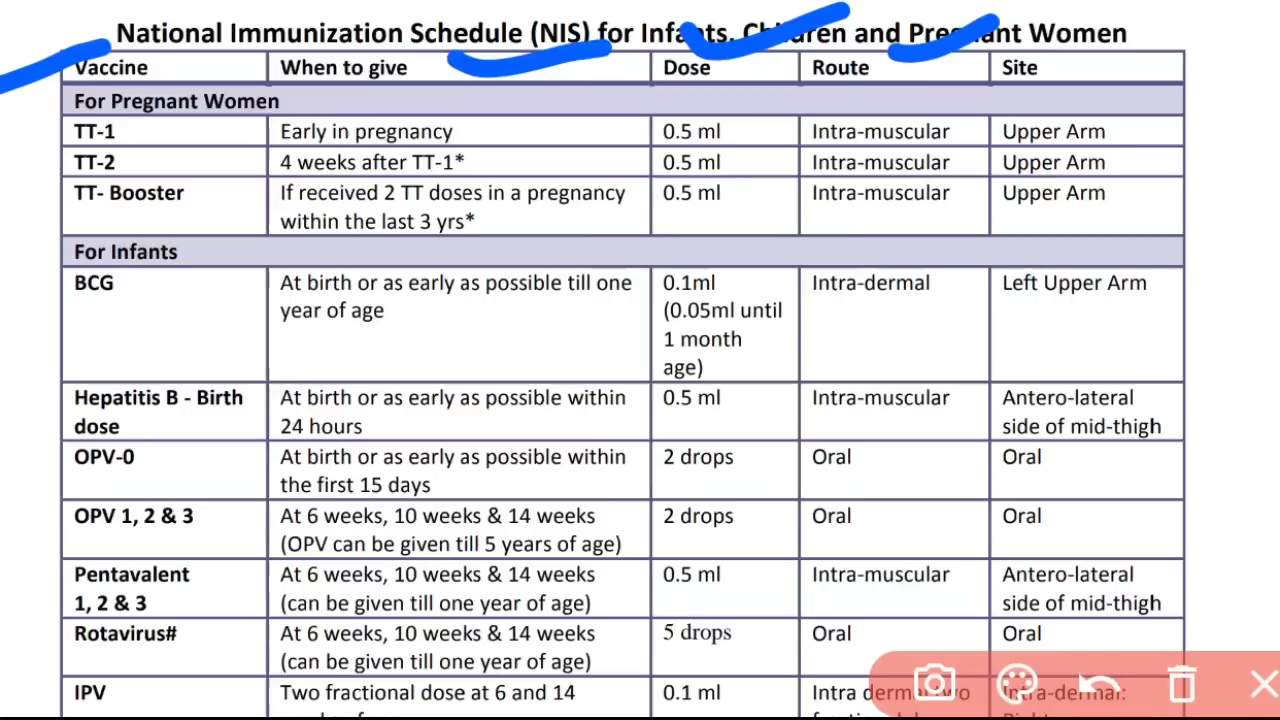 National Immunization Schedule (NIS) for Infants, Children and Pregnant Women
Vaccine When to give Dose Route Site
For Pregnant Women
TT-1 Early in pregnancy 0.5 ml Intra-muscular Upper Arm
TT-2 4 weeks after TT-1* 0.5 ml Intra-muscular Upper Arm
TT- Booster If received 2 TT doses in a pregnancy 0.5 ml Intra-muscular Upper Arm
within the last 3 yrs*
For Infants
BCG At birth or as early as possible till one 0.1ml Intra-dermal Left Upper Arm
year of age (0.05ml until
1 month
age)
Hepatitis B - Birth At birth or as early as possible within 0.5 ml Intra-muscular Antero-lateral
dose 24 hours side of mid-thigh
OPV-0 At birth or as early as possible within 2 drops Oral Oral
the first 15 days
OPV 1, 2 & 3 At 6 weeks, 10 weeks & 14 weeks 2 drops Oral Oral
(OPV can be given till 5 years of age)
Pentavalent At 6 weeks, 10 weeks & 14 weeks 0.5 ml Intra-muscular Antero-lateral
1, 2 & 3 (can be given till one year of age) side of mid-thigh
Rotavirus# At 6 weeks, 10 weeks & 14 weeks 5 drops Oral Oral
(can be given till one year of age)
IPV Two fractional dose at 6 and 14 0.1 ml Intra dermal two Intra-dermal: